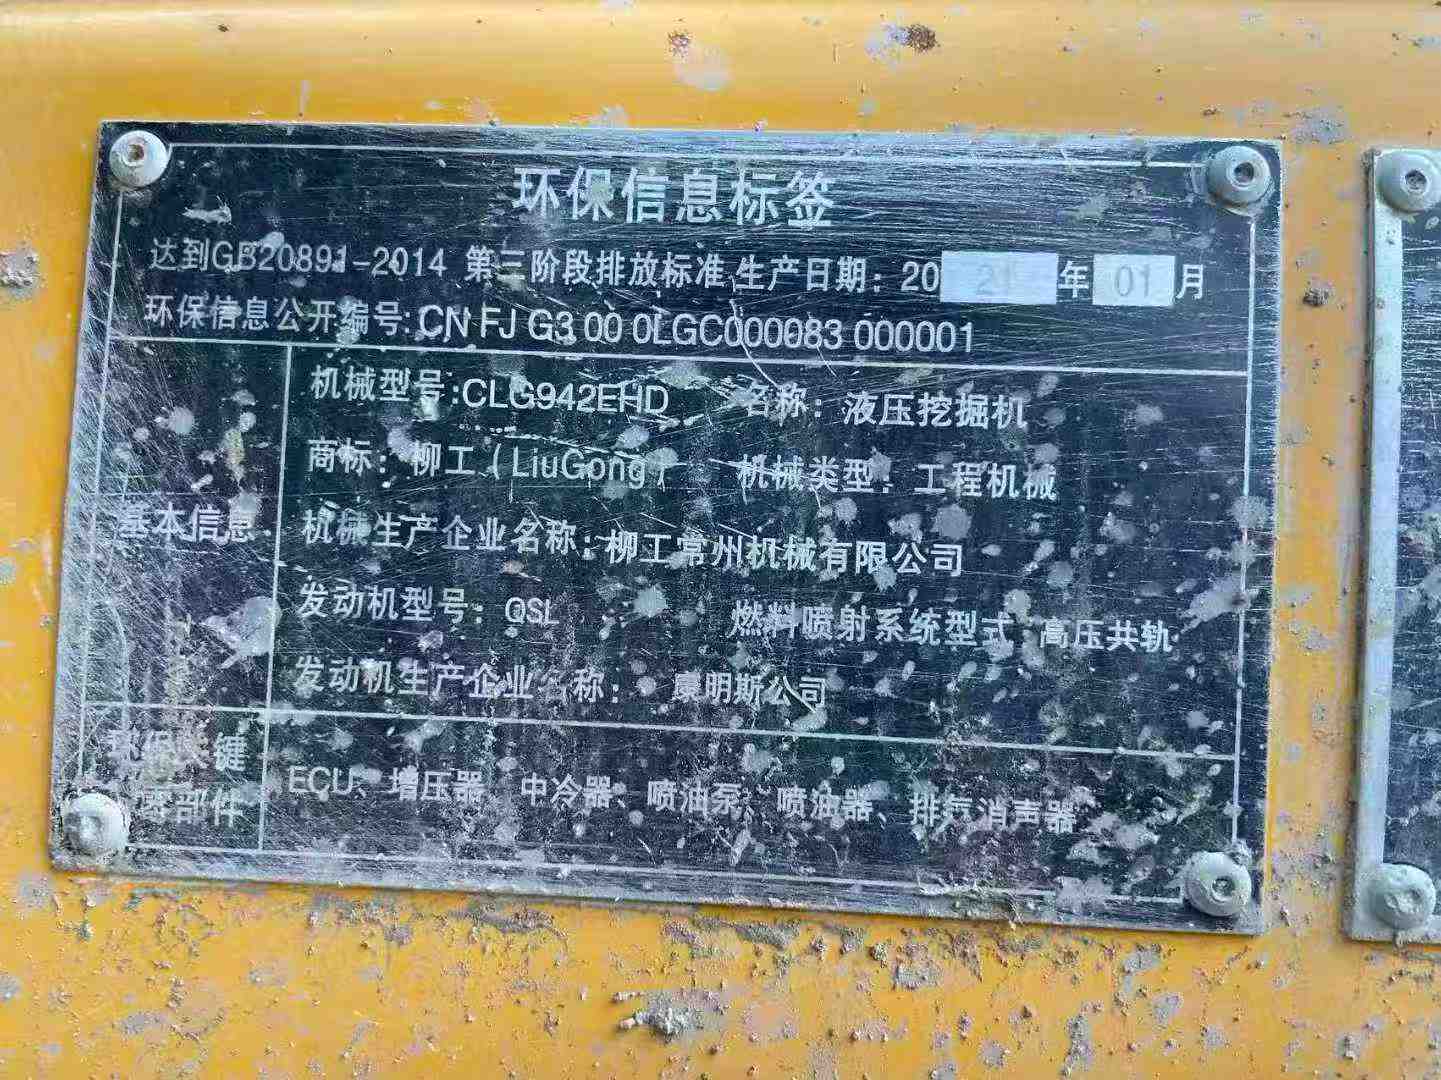 环保信息标签
达到GB20891-2014 第三阶段排放标准,生产日期：2021年01月
环保信息公开编号:CN FJ G3 00 0LGC000083 000001
机械型号:CLG942EHD 名称：液压挖掘机
商标：柳工（LiuGong） 机械类型：工程机械
基本信息
机械生产企业名称：柳工常州机械有限公司
发动机型号：QSL 燃料喷射系统型式 高压共轨
发动机生产企业名称： 康明斯公司
环保关键
零部件
ECU、增压器 中冷器、喷油泵、喷油器、排气消声器